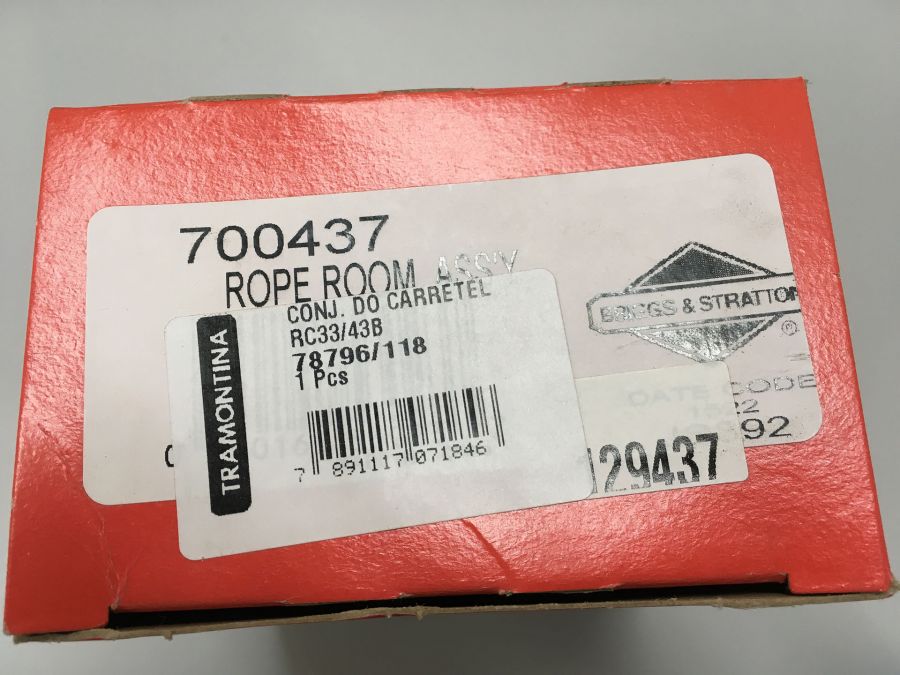 700437
ROPE ROOM ASS'Y
BRIGGS & STRATTON
®
TRAMONTINA
CONJ. DO CARRETEL
RC33/43B
78796/118
1 Pcs
7 891117 071846
DATE CODE
92
129437